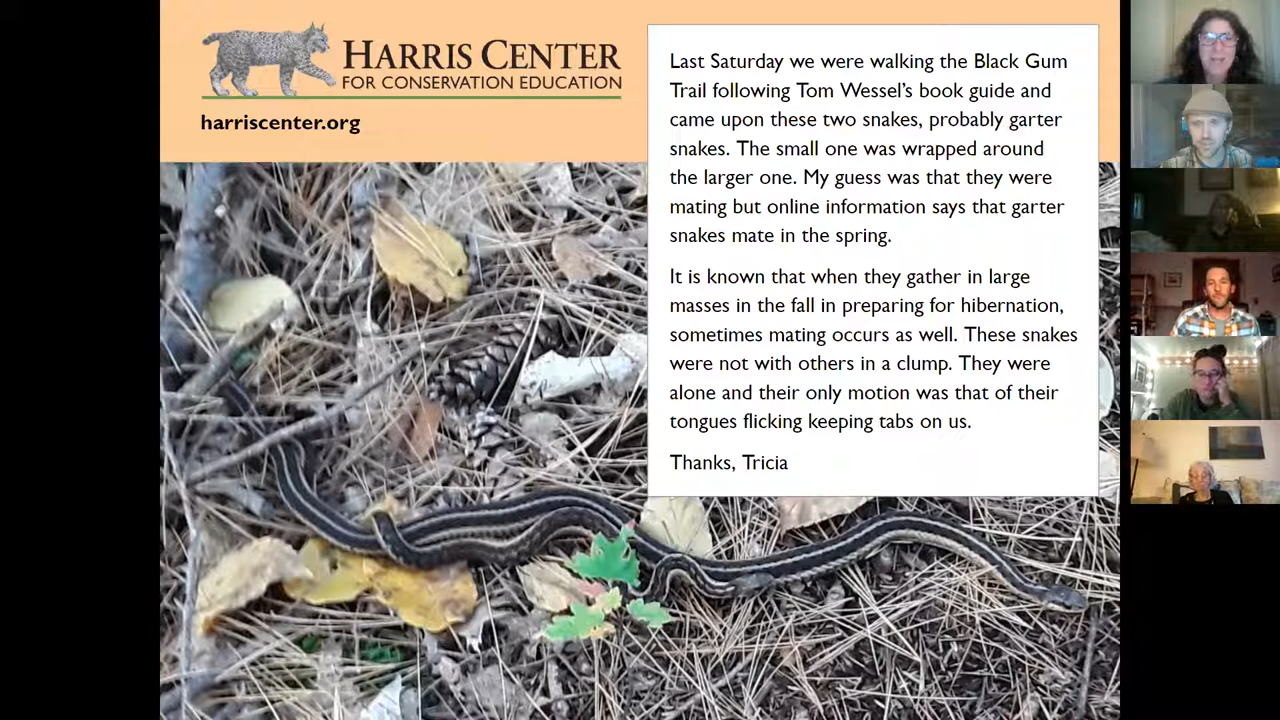 HARRIS CENTER
FOR CONSERVATION EDUCATION
harriscenter.org
Last Saturday we were walking the Black Gum
Trail following Tom Wessel's book guide and
came upon these two snakes, probably garter
snakes. The small one was wrapped around
the larger one. My guess was that they were
mating but online information says that garter
snakes mate in the spring.
It is known that when they gather in large
masses in the fall in preparing for hibernation,
sometimes mating occurs as well. These snakes
were not with others in a clump. They were
alone and their only motion was that of their
tongues flicking keeping tabs on us.
Thanks, Tricia